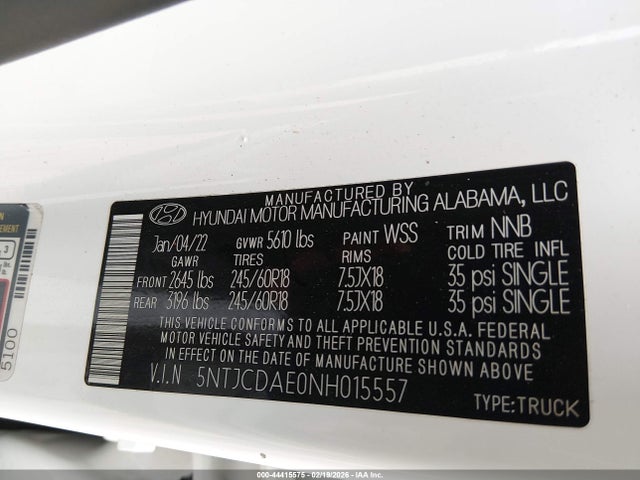 MANUFACTURED BY
HYUNDAI MOTOR MANUFACTURING ALABAMA, LLC
Jan/04/22 GVWR 5610 lbs PAINT WSS TRIM NNB
GAWR TIRES RIMS COLD TIRE INFL
FRONT 2645 lbs 245/60R18 7.5JX18 35 psi SINGLE
REAR 3196 lbs 245/60R18 7.5JX18 35 psi SINGLE
THIS VEHICLE CONFORMS TO ALL APPLICABLE U.S.A. FEDERAL
MOTOR VEHICLE SAFETY AND THEFT PREVENTION STANDARDS
IN EFFECT ON THE DATE OF MANUFACTURE SHOWN ABOVE
V.I.N 5NTJCDAE0NH015557
TYPE:TRUCK
3
5100
000-44415575 - 02/19/2026 - IAA Inc.